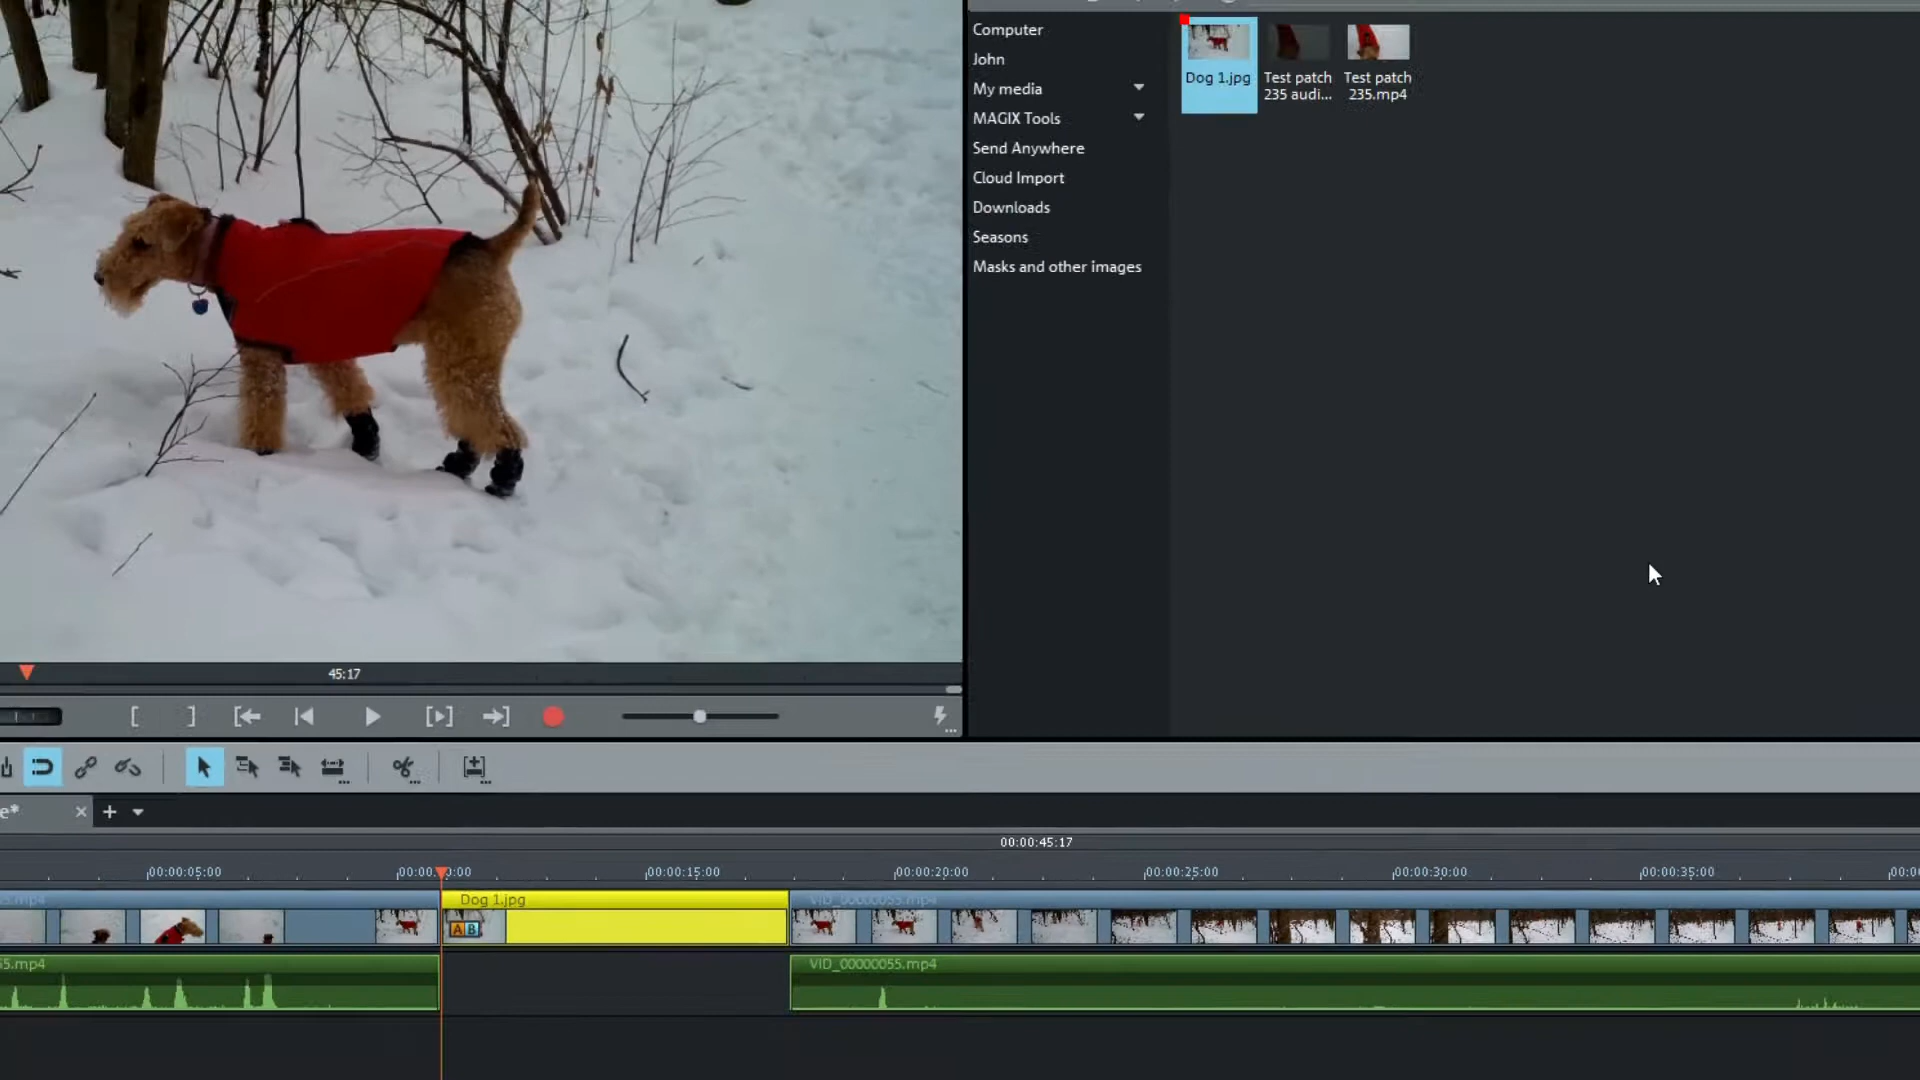 Computer
John
My media
MAGIX Tools
Send Anywhere
Cloud Import
Downloads
Seasons
Masks and other images
Dog 1.jpg
Test patch
235 audi...
Test patch
235.mp4
45:17
e*
00:00:45:17
00:00:05:00
00:00:15:00
00:00:20:00
00:00:25:00
00:00:30:00
00:00:35:00
Dog 1.jpg
VID_00000055.mp4
A B
55.mp4
VID_00000055.mp4